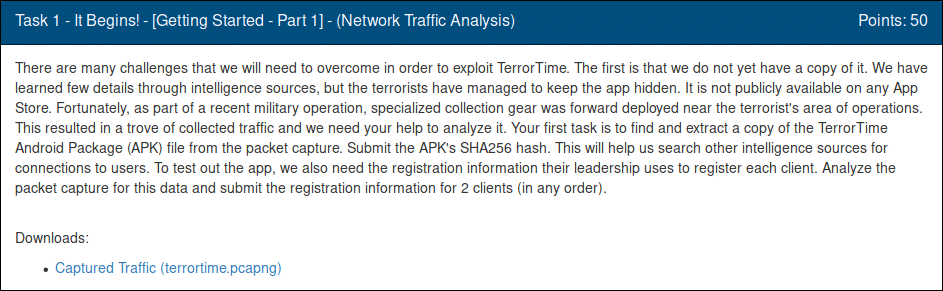 Task 1 - It Begins! - [Getting Started - Part 1] - (Network Traffic Analysis) Points: 50
There are many challenges that we will need to overcome in order to exploit TerrorTime. The first is that we do not yet have a copy of it. We have
learned few details through intelligence sources, but the terrorists have managed to keep the app hidden. It is not publicly available on any App
Store. Fortunately, as part of a recent military operation, specialized collection gear was forward deployed near the terrorist's area of operations.
This resulted in a trove of collected traffic and we need your help to analyze it. Your first task is to find and extract a copy of the TerrorTime
Android Package (APK) file from the packet capture. Submit the APK's SHA256 hash. This will help us search other intelligence sources for
connections to users. To test out the app, we also need the registration information their leadership uses to register each client. Analyze the
packet capture for this data and submit the registration information for 2 clients (in any order).
Downloads:
• Captured Traffic (terrortime.pcapng)